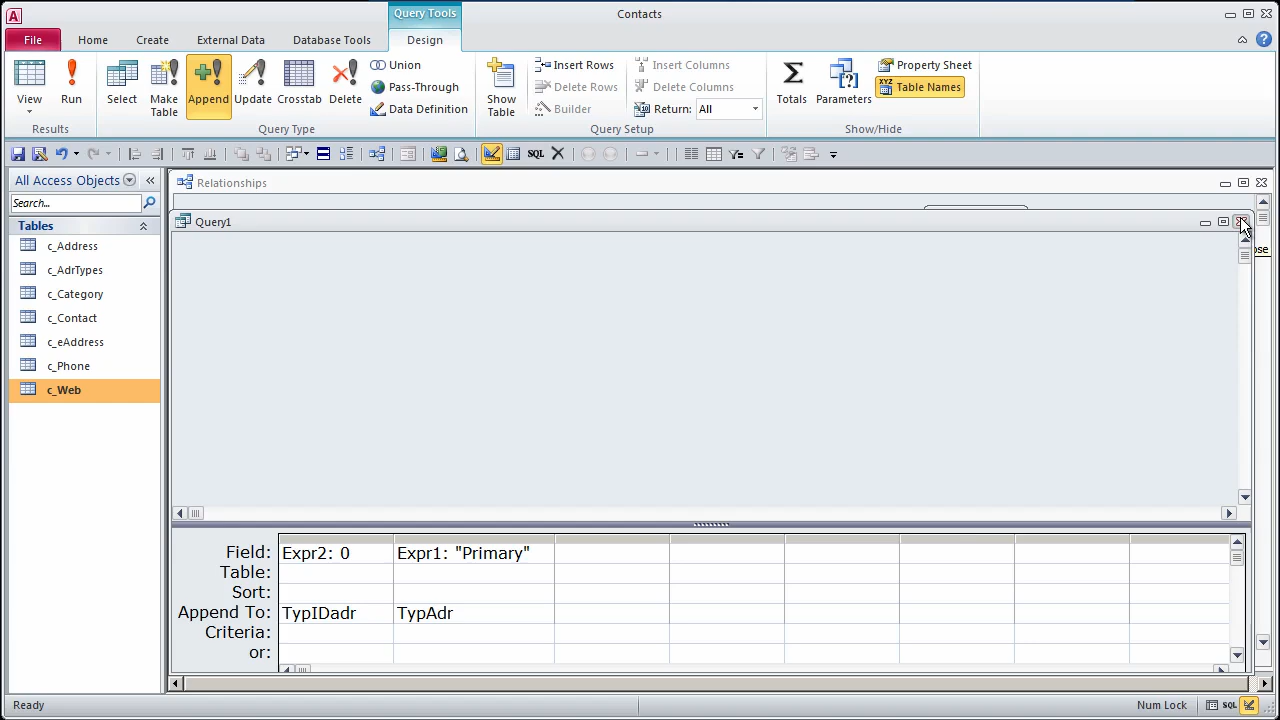 Query Tools
Contacts
File Home Create External Data Database Tools Design
View
Run
Select
Make Table
Append
Update
Crosstab
Delete
Union
Pass-Through
Data Definition
Show Table
Insert Rows
Delete Rows
Builder
Insert Columns
Delete Columns
Return: All
Totals
Parameters
Property Sheet
Table Names
Results Query Type Query Setup Show/Hide
SQL
All Access Objects
Search...
Tables
c_Address
c_AdrTypes
c_Category
c_Contact
c_eAddress
c_Phone
c_Web
Relationships
Query1
ose
Field: Expr2: 0 Expr1: "Primary"
Table:
Sort:
Append To: TypIDadr TypAdr
Criteria:
or:
Ready
Num Lock
SQL